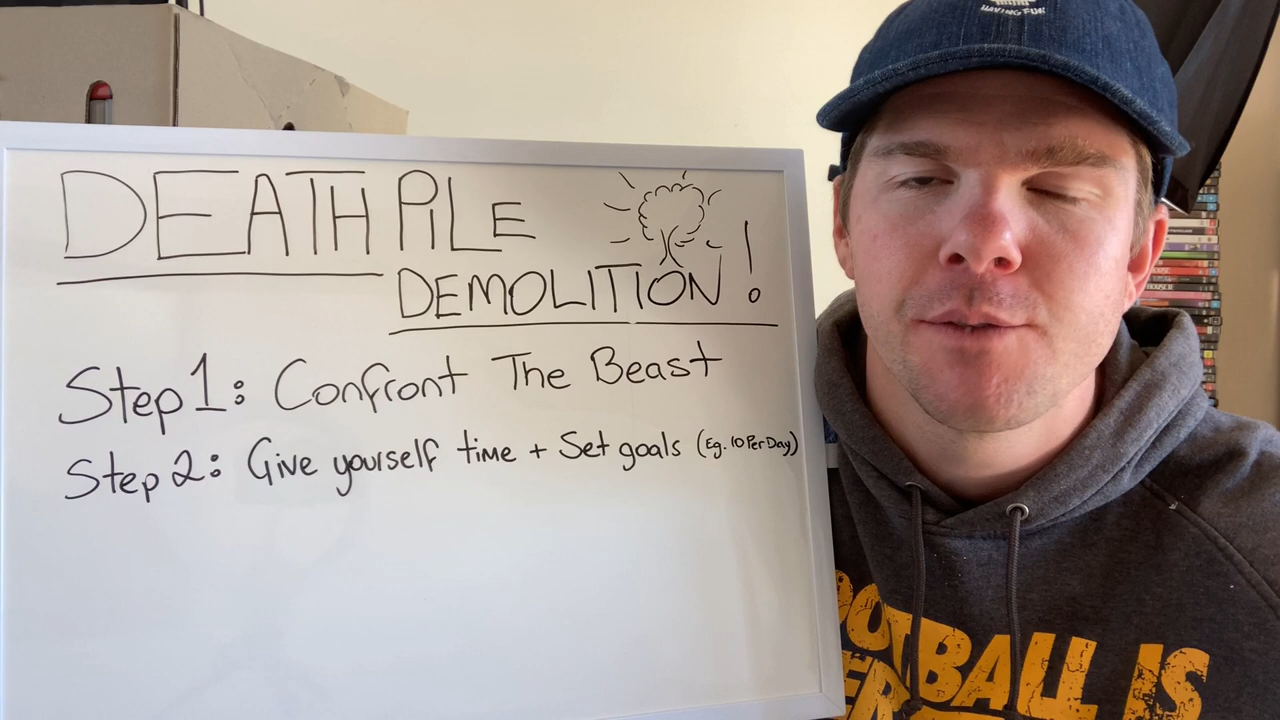 HAVING FUN
DEATH PILE
DEMOLITION!
Step 1: Confront The Beast
Step 2: Give yourself time + Set goals (Eg. 10 Per Day)
FOOTBALL IS